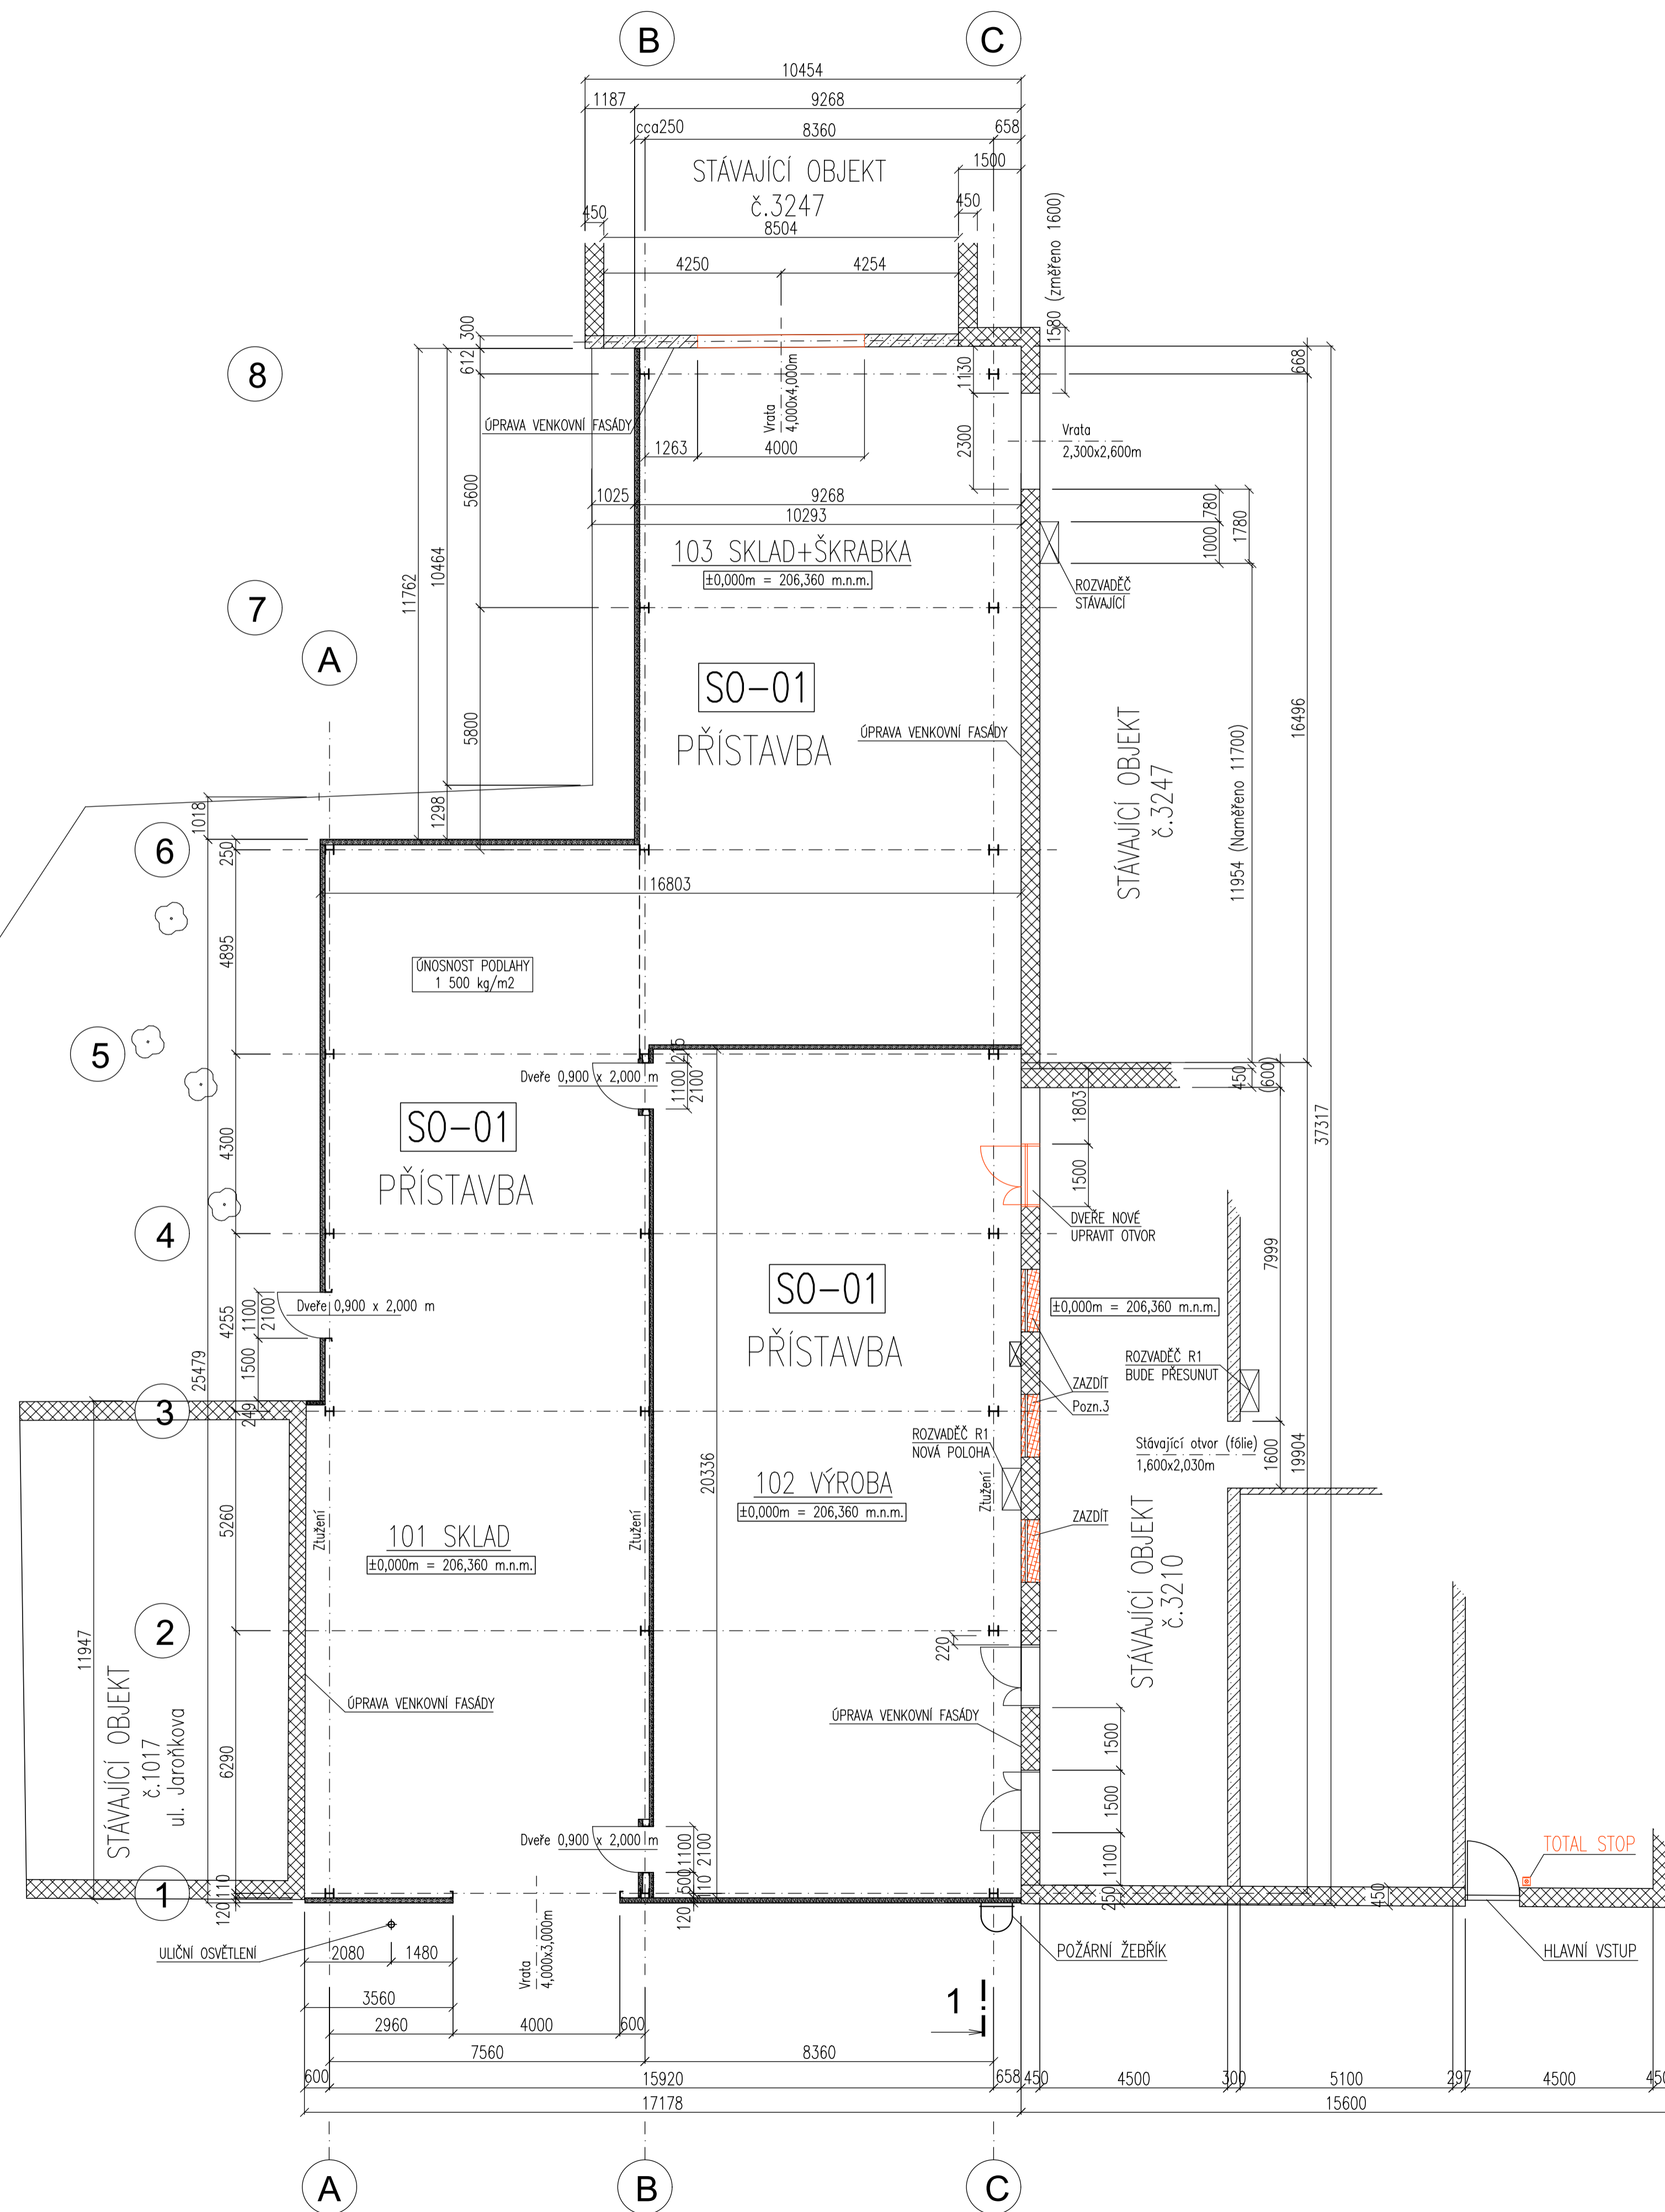 B
C
10454
1187
9268
cca250
8360
658
STÁVAJÍCÍ OBJEKT
č.3247
1500
450
450
8504
4250
4254
1580 (změřeno 1600)
300
612
8
1130
668
Vrata
4,000x4,000m
ÚPRAVA VENKOVNÍ FASÁDY
1263
4000
2300
Vrata
2,300x2,600m
5600
1025
9268
10293
780
1000
1780
103 SKLAD+ŠKRABKA
±0,000m = 206,360 m.n.m.
ROZVADĚČ
STÁVAJÍCÍ
11762
10464
7
A
SO-01
PŘÍSTAVBA
ÚPRAVA VENKOVNÍ FASÁDY
5800
STÁVAJÍCÍ OBJEKT
č.3247
11954 (Naměřeno 11700)
16496
1018
1298
6
250
16803
4895
ÚNOSNOST PODLAHY
1 500 kg/m2
5
Dveře 0,900 x 2,000 m
215
1100
2100
450
(600)
37317
1803
SO-01
PŘÍSTAVBA
4300
1500
4
DVEŘE NOVÉ
UPRAVIT OTVOR
7999
SO-01
PŘÍSTAVBA
Dveře 0,900 x 2,000 m
1100
2100
4255
1500
25479
±0,000m = 206,360 m.n.m.
ROZVADĚČ R1
BUDE PŘESUNUT
ZAZDÍT
Pozn.3
3
249
ROZVADĚČ R1
NOVÁ POLOHA
Stávající otvor (fólie)
1,600x2,030m
1600
19904
20336
102 VÝROBA
±0,000m = 206,360 m.n.m.
Ztužení
Ztužení
Ztužení
5260
101 SKLAD
±0,000m = 206,360 m.n.m.
ZAZDÍT
STÁVAJÍCÍ OBJEKT
č.3210
2
220
11947
STÁVAJÍCÍ OBJEKT
č.1017
ul. Jaroňkova
ÚPRAVA VENKOVNÍ FASÁDY
ÚPRAVA VENKOVNÍ FASÁDY
6290
1500
1500
1100
Dveře 0,900 x 2,000 m
1100
2100
500
110
120
1
110
120
250
450
TOTAL STOP
ULIČNÍ OSVĚTLENÍ
2080
1480
Vrata
4,000x3,000m
POŽÁRNÍ ŽEBŘÍK
HLAVNÍ VSTUP
3560
1
2960
4000
600
7560
8360
600
15920
658
450
4500
300
5100
297
4500
17178
15600
A
B
C